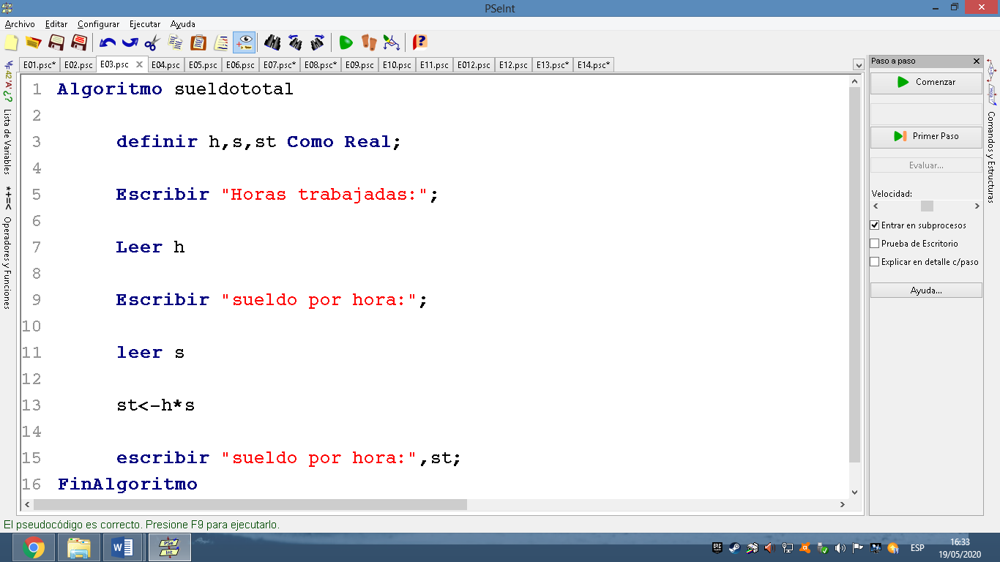 PSeInt
Archivo Editar Configurar Ejecutar Ayuda
E01.psc* E02.psc E03.psc E04.psc E05.psc E06.psc E07.psc* E08.psc* E09.psc E10.psc E11.psc E012.psc E12.psc E13.psc* E14.psc*
1 Algoritmo sueldototal
2
3 definir h,s,st Como Real;
4
5 Escribir "Horas trabajadas:";
6
7 Leer h
8
9 Escribir "sueldo por hora:";
10
11 leer s
12
13 st<-h*s
14
15 escribir "sueldo por hora:",st;
16 FinAlgoritmo
El pseudocódigo es correcto. Presione F9 para ejecutarlo.
Lista de Variables
*+=< Operadores y Funciones
Paso a paso
Comenzar
Primer Paso
Evaluar...
Velocidad:
Entrar en subprocesos
Prueba de Escritorio
Explicar en detalle c/paso
Ayuda...
Comandos y Estructuras
PSe
Int
ESP
16:33
19/05/2020